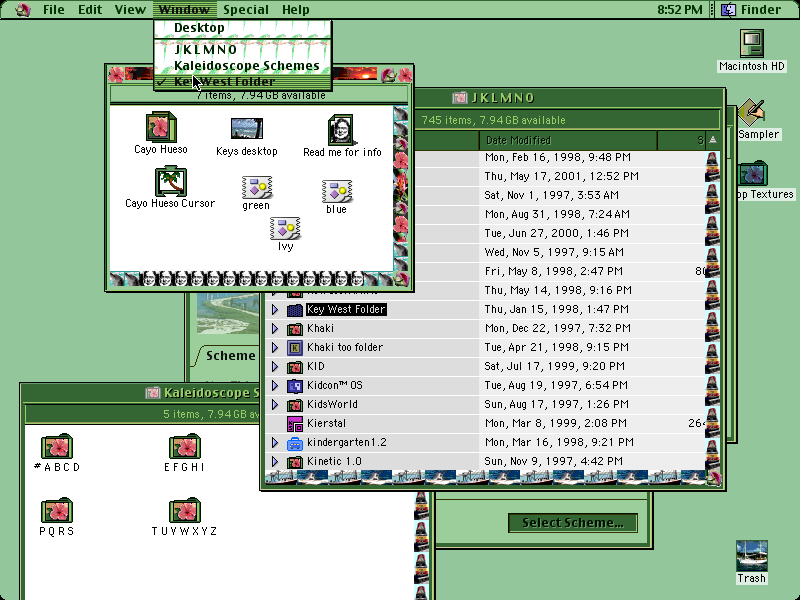 File Edit View Window Special Help 8:52 PM Finder
Desktop
JKLMNO
Kaleidoscope Schemes
✓ Key West Folder
7 items, 7.94 GB available
Cayo Hueso
Keys desktop
Read me for info
Cayo Hueso Cursor
green
blue
Ivy
JKLMNO
745 items, 7.94 GB available
Date Modified S
Mon, Feb 16, 1998, 9:48 PM
Thu, May 17, 2001, 12:52 PM
Sat, Nov 1, 1997, 3:53 AM
Mon, Aug 31, 1998, 7:24 AM
Tue, Jun 27, 2000, 1:46 PM
Wed, Nov 5, 1997, 9:15 AM
Fri, May 8, 1998, 2:47 PM 80
Thu, May 14, 1998, 9:16 PM
Key West Folder Thu, Jan 15, 1998, 1:47 PM
Khaki Mon, Dec 22, 1997, 7:32 PM
Khaki too folder Tue, Apr 21, 1998, 9:15 PM
KID Sat, Jul 17, 1999, 9:20 PM
Kidcon™ OS Tue, Aug 19, 1997, 6:54 PM
KidsWorld Sun, Aug 17, 1997, 1:26 PM
Kierstal Mon, Mar 8, 1999, 2:08 PM 264
kindergarten1.2 Mon, Mar 16, 1998, 9:21 PM
Kinetic 1.0 Sun, Nov 9, 1997, 4:42 PM
Scheme
Kaleidoscope S
5 items, 7.94 GB av
#ABCD
EFGHI
PQRS
TUVWXYZ
Select Scheme...
Macintosh HD
Sampler
op Textures
Trash